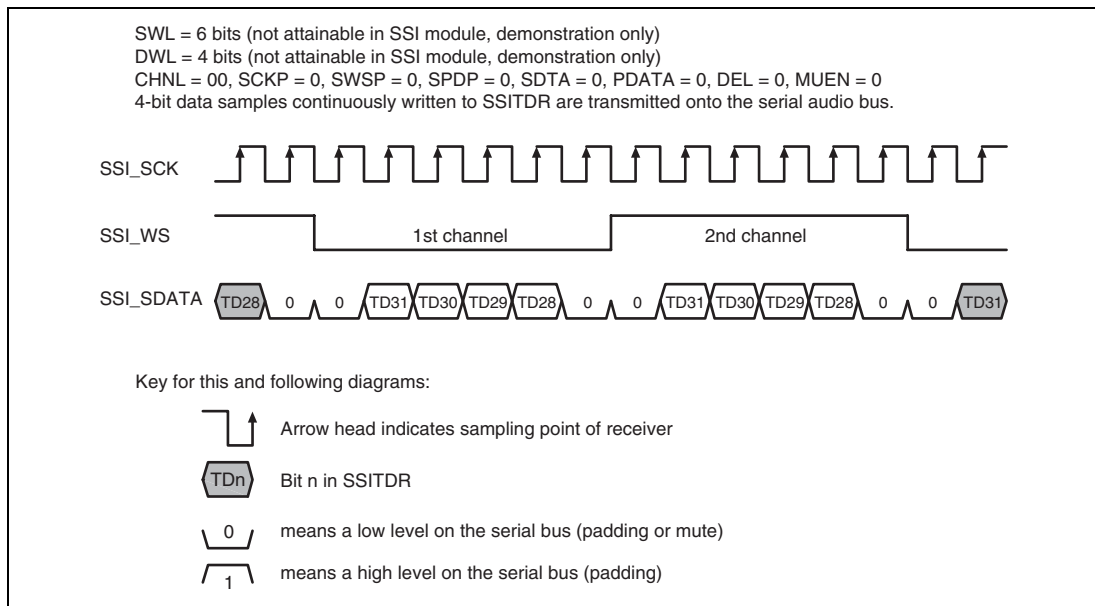 SWL = 6 bits (not attainable in SSI module, demonstration only)
DWL = 4 bits (not attainable in SSI module, demonstration only)
CHNL = 00, SCKP = 0, SWSP = 0, SPDP = 0, SDTA = 0, PDATA = 0, DEL = 0, MUEN = 0
4-bit data samples continuously written to SSITDR are transmitted onto the serial audio bus.
SSI_SCK
SSI_WS 1st channel 2nd channel
SSI_SDATA TD28 0 0 TD31 TD30 TD29 TD28 0 0 TD31 TD30 TD29 TD28 0 0 TD31
Key for this and following diagrams:
Arrow head indicates sampling point of receiver
TDn Bit n in SSITDR
0 means a low level on the serial bus (padding or mute)
1 means a high level on the serial bus (padding)